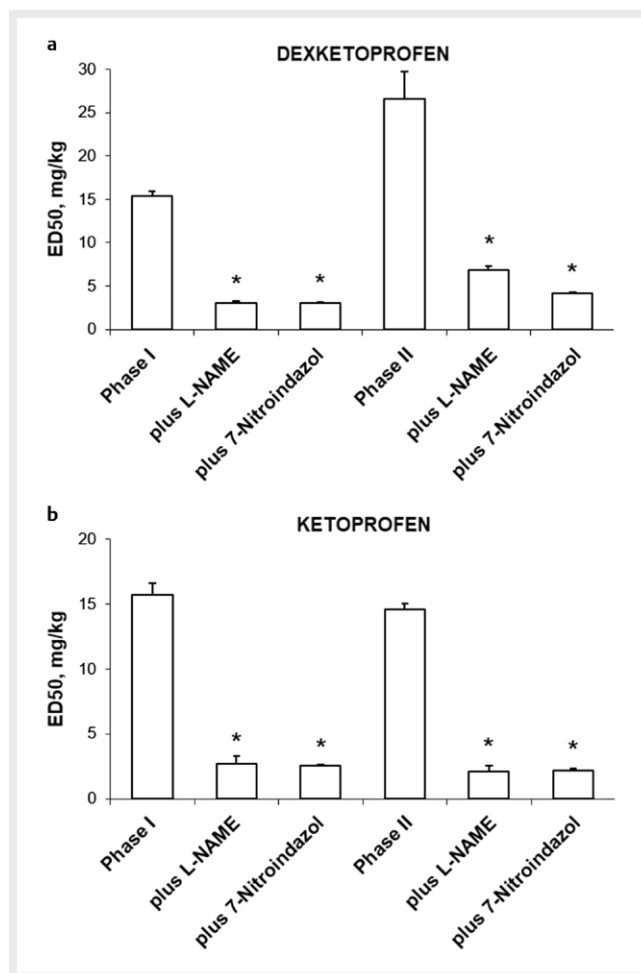 a
DEXKETOPROFEN
ED50, mg/kg
30
25
20
15
10
5
0
*
*
*
*
Phase I
plus L-NAME
plus 7-Nitroindazol
Phase II
plus L-NAME
plus 7-Nitroindazol
b
KETOPROFEN
ED50, mg/kg
20
15
10
5
0
*
*
*
*
Phase I
plus L-NAME
plus 7-Nitroindazol
Phase II
plus L-NAME
plus 7-Nitroindazol